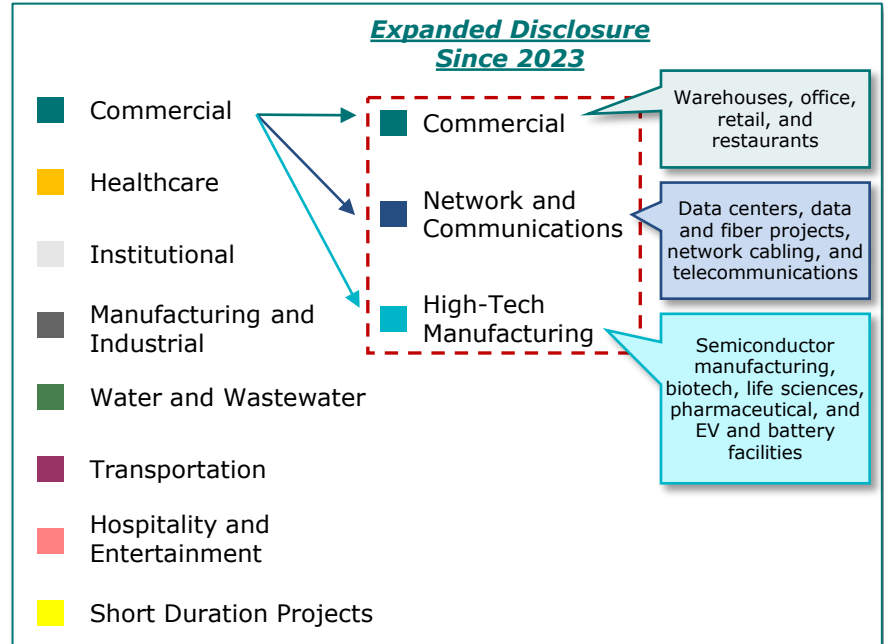 Expanded Disclosure
Since 2023
Commercial
Healthcare
Institutional
Manufacturing and
Industrial
Water and Wastewater
Transportation
Hospitality and
Entertainment
Short Duration Projects
Commercial
Network and
Communications
High-Tech
Manufacturing
Warehouses, office,
retail, and
restaurants
Data centers, data
and fiber projects,
network cabling, and
telecommunications
Semiconductor
manufacturing,
biotech, life sciences,
pharmaceutical, and
EV and battery
facilities